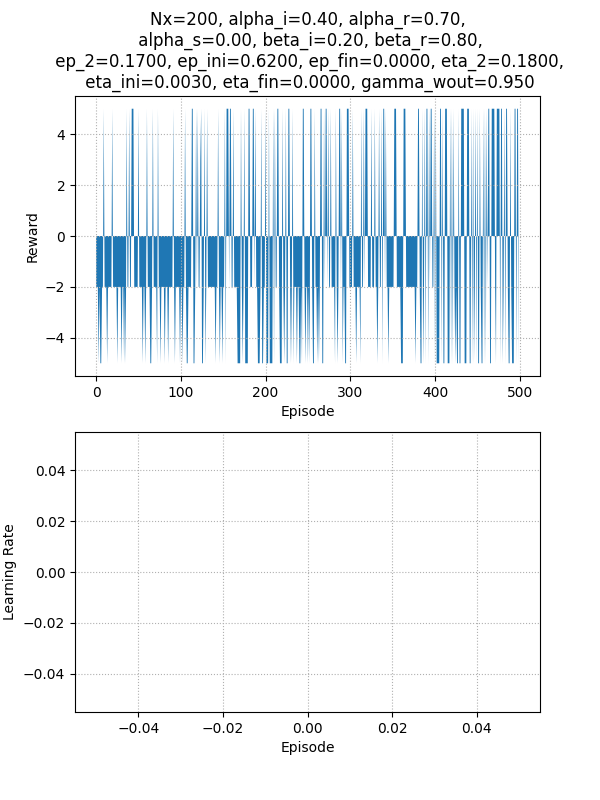 Nx=200, alpha_i=0.40, alpha_r=0.70,
alpha_s=0.00, beta_i=0.20, beta_r=0.80,
ep_2=0.1700, ep_ini=0.6200, ep_fin=0.0000, eta_2=0.1800,
eta_ini=0.0030, eta_fin=0.0000, gamma_wout=0.950
4
2
0
−2
−4
Reward
0 100 200 300 400 500
Episode
0.04
0.02
0.00
−0.02
−0.04
Learning Rate
−0.04 −0.02 0.00 0.02 0.04
Episode